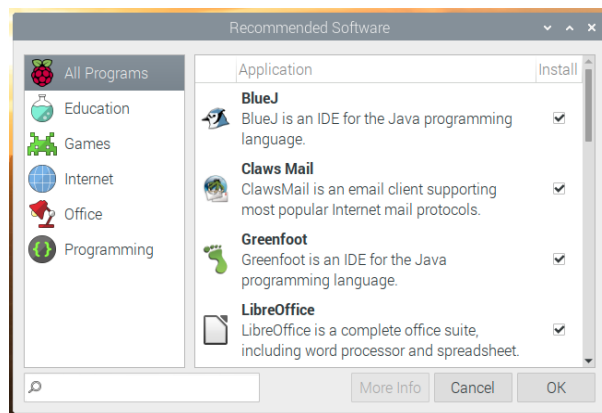 Recommended Software
All Programs
Education
Games
Internet
Office
Programming
Application Install
BlueJ
BlueJ is an IDE for the Java programming
language.
Claws Mail
ClawsMail is an email client supporting
most popular Internet mail protocols.
Greenfoot
Greenfoot is an IDE for the Java
programming language.
LibreOffice
LibreOffice is a complete office suite,
including word processor and spreadsheet.
More Info Cancel OK